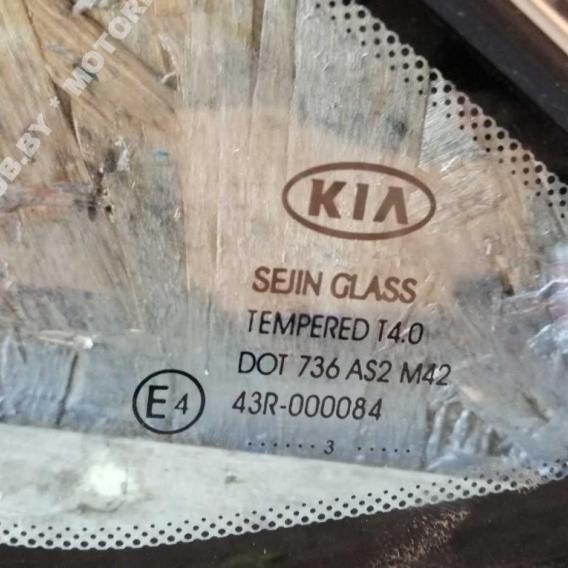 KIA
SEJIN GLASS
TEMPERED T4.0
DOT 736 AS2 M42
E4 43R-000084
...... 3 .....